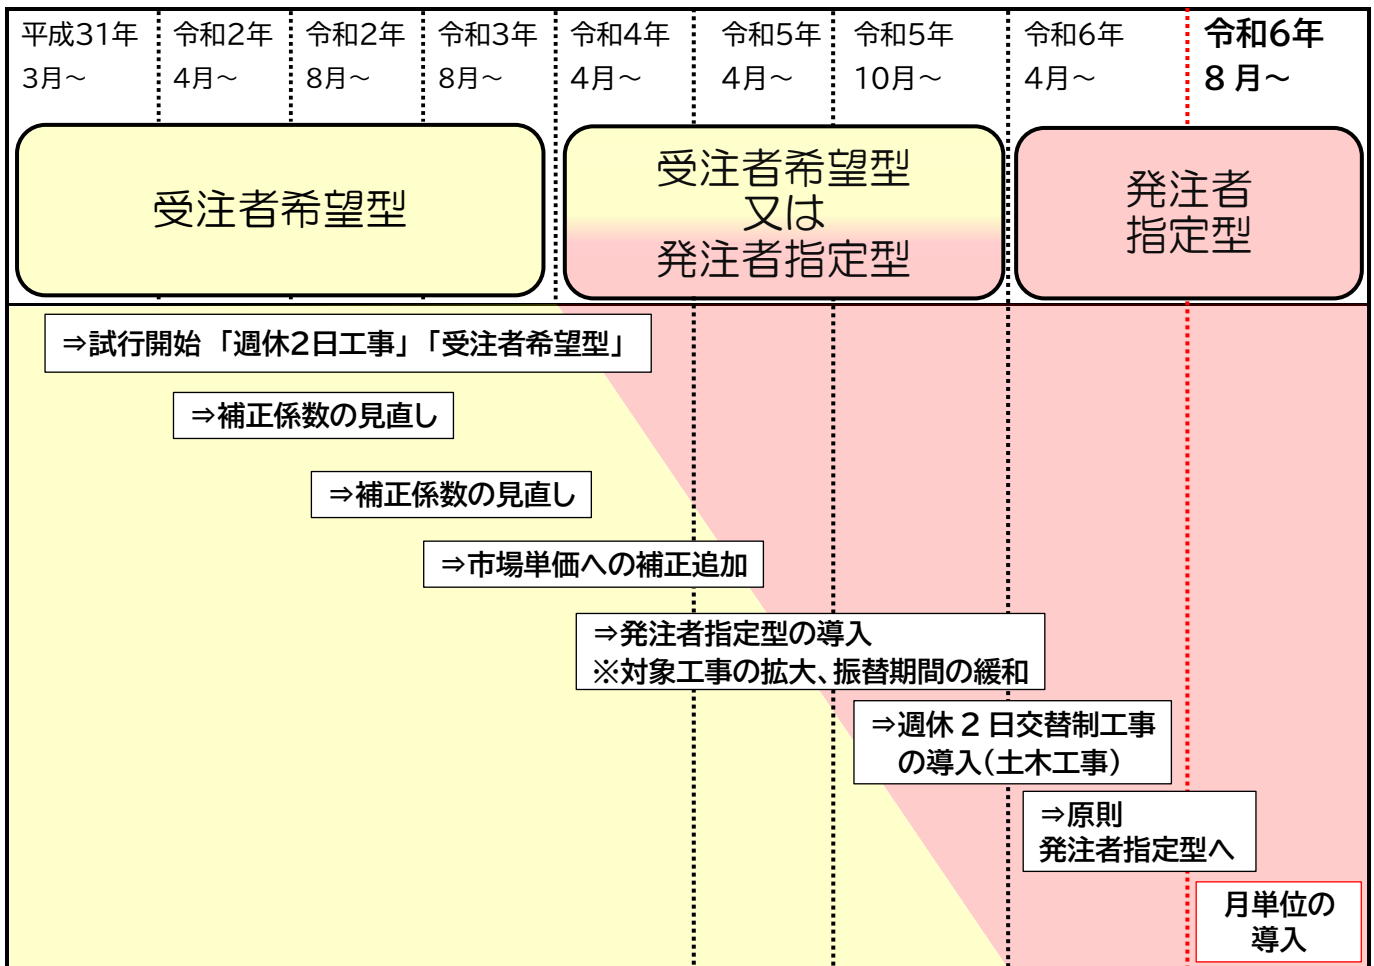 平成31年
3月～
令和2年
4月～
令和2年
8月～
令和3年
8月～
令和4年
4月～
令和5年
4月～
令和5年
10月～
令和6年
4月～
令和6年
8月～
受注者希望型
受注者希望型
又は
発注者指定型
発注者
指定型
⇒試行開始「週休2日工事」「受注者希望型」
⇒補正係数の見直し
⇒補正係数の見直し
⇒市場単価への補正追加
⇒発注者指定型の導入
※対象工事の拡大、振替期間の緩和
⇒週休2日交替制工事
の導入（土木工事）
⇒原則
発注者指定型へ
月単位の
導入